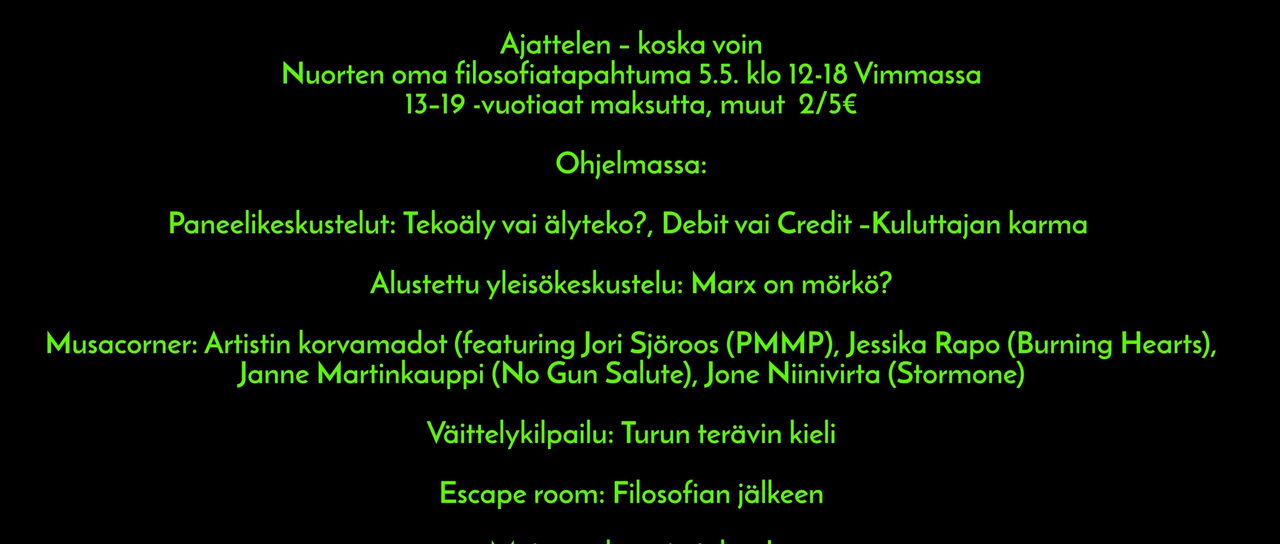 Ajattelen – koska voin
Nuorten oma filosofiatapahtuma 5.5. klo 12-18 Vimmassa
13–19 -vuotiaat maksutta, muut  2/5€
Ohjelmassa:
Paneelikeskustelut: Tekoäly vai älyteko?, Debit vai Credit –Kuluttajan karma
Alustettu yleisökeskustelu: Marx on mörkö?
Musacorner: Artistin korvamadot (featuring Jori Sjöroos (PMMP), Jessika Rapo (Burning Hearts),
Janne Martinkauppi (No Gun Salute), Jone Niinivirta (Stormone)
Väittelykilpailu: Turun terävin kieli
Escape room: Filosofian jälkeen